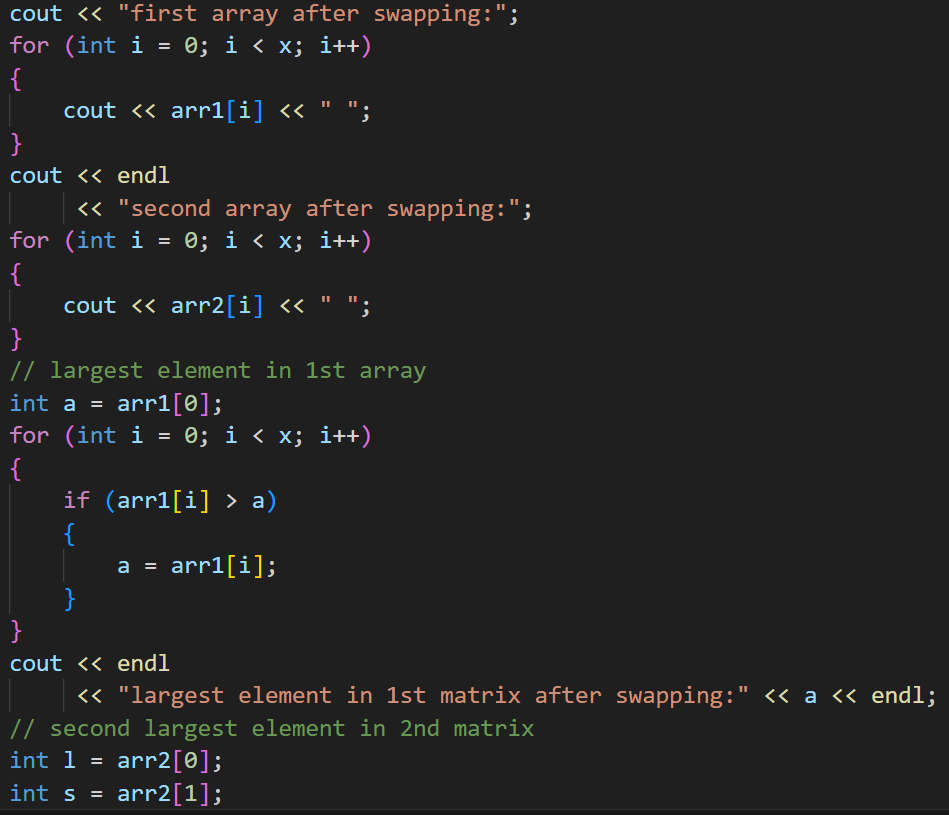 cout << "first array after swapping:";
for (int i = 0; i < x; i++)
{
    cout << arr1[i] << " ";
}
cout << endl
     << "second array after swapping:";
for (int i = 0; i < x; i++)
{
    cout << arr2[i] << " ";
}
// largest element in 1st array
int a = arr1[0];
for (int i = 0; i < x; i++)
{
    if (arr1[i] > a)
    {
        a = arr1[i];
    }
}
cout << endl
     << "largest element in 1st matrix after swapping:" << a << endl;
// second largest element in 2nd matrix
int l = arr2[0];
int s = arr2[1];